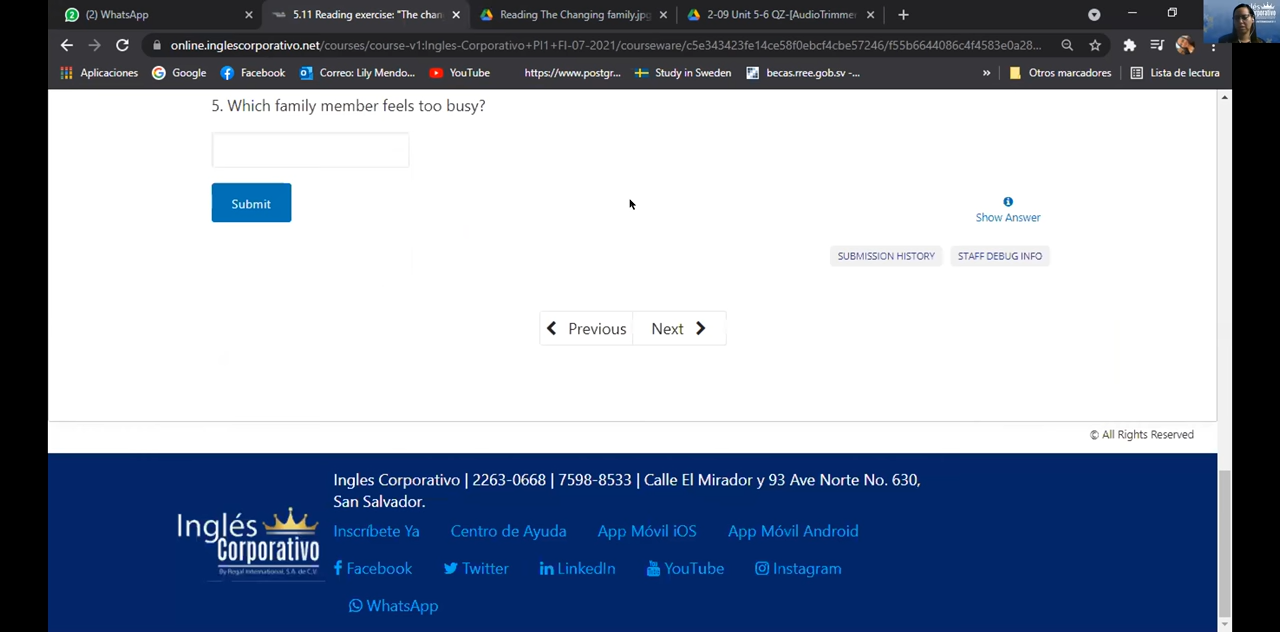 (2) WhatsApp
5.11 Reading exercise: "The chan
Reading The Changing family.jpg
2-09 Unit 5-6 QZ-[AudioTrimmer
online.inglescorporativo.net/courses/course-v1:Ingles-Corporativo+PI1+FI-07-2021/courseware/c5e343423fe14ce58f0ebcf4cbe57246/f55b6644086c4f4583e0a28...
Aplicaciones
Google
Facebook
Correo: Lily Mendo...
YouTube
https://www.postgr...
Study in Sweden
becas.rree.gob.sv -...
»
Otros marcadores
Lista de lectura
5. Which family member feels too busy?
Submit
Show Answer
SUBMISSION HISTORY
STAFF DEBUG INFO
Previous
Next
© All Rights Reserved
Ingles Corporativo | 2263-0668 | 7598-8533 | Calle El Mirador y 93 Ave Norte No. 630,
San Salvador.
Inglés
Corporativo
By Regal International, S.A. de C.V.
Inscríbete Ya
Centro de Ayuda
App Móvil iOS
App Móvil Android
Facebook
Twitter
LinkedIn
YouTube
Instagram
WhatsApp